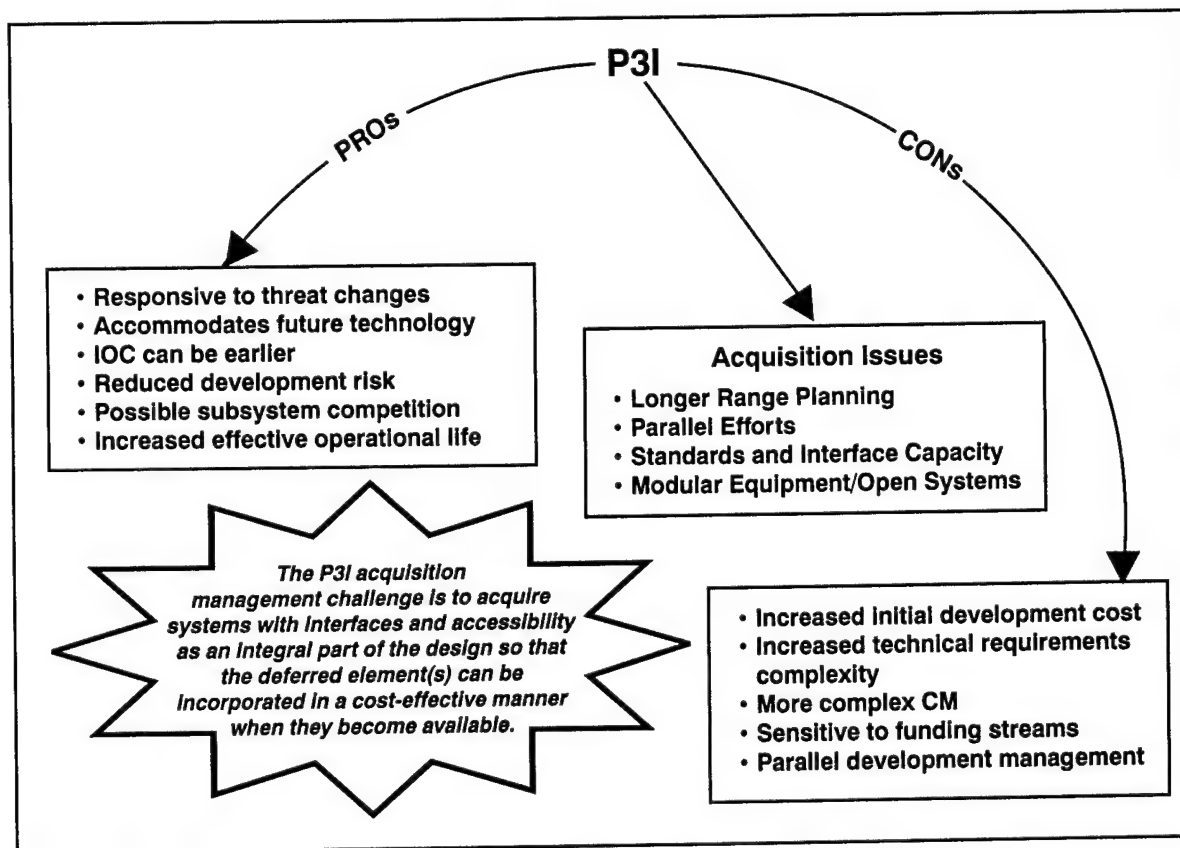 P3I
PROs
CONs
• Responsive to threat changes
• Accommodates future technology
• IOC can be earlier
• Reduced development risk
• Possible subsystem competition
• Increased effective operational life
Acquisition Issues
• Longer Range Planning
• Parallel Efforts
• Standards and Interface Capacity
• Modular Equipment/Open Systems
The P3I acquisition
management challenge is to acquire
systems with interfaces and accessibility
as an integral part of the design so that
the deferred element(s) can be
incorporated in a cost-effective manner
when they become available.
• Increased initial development cost
• Increased technical requirements
complexity
• More complex CM
• Sensitive to funding streams
• Parallel development management